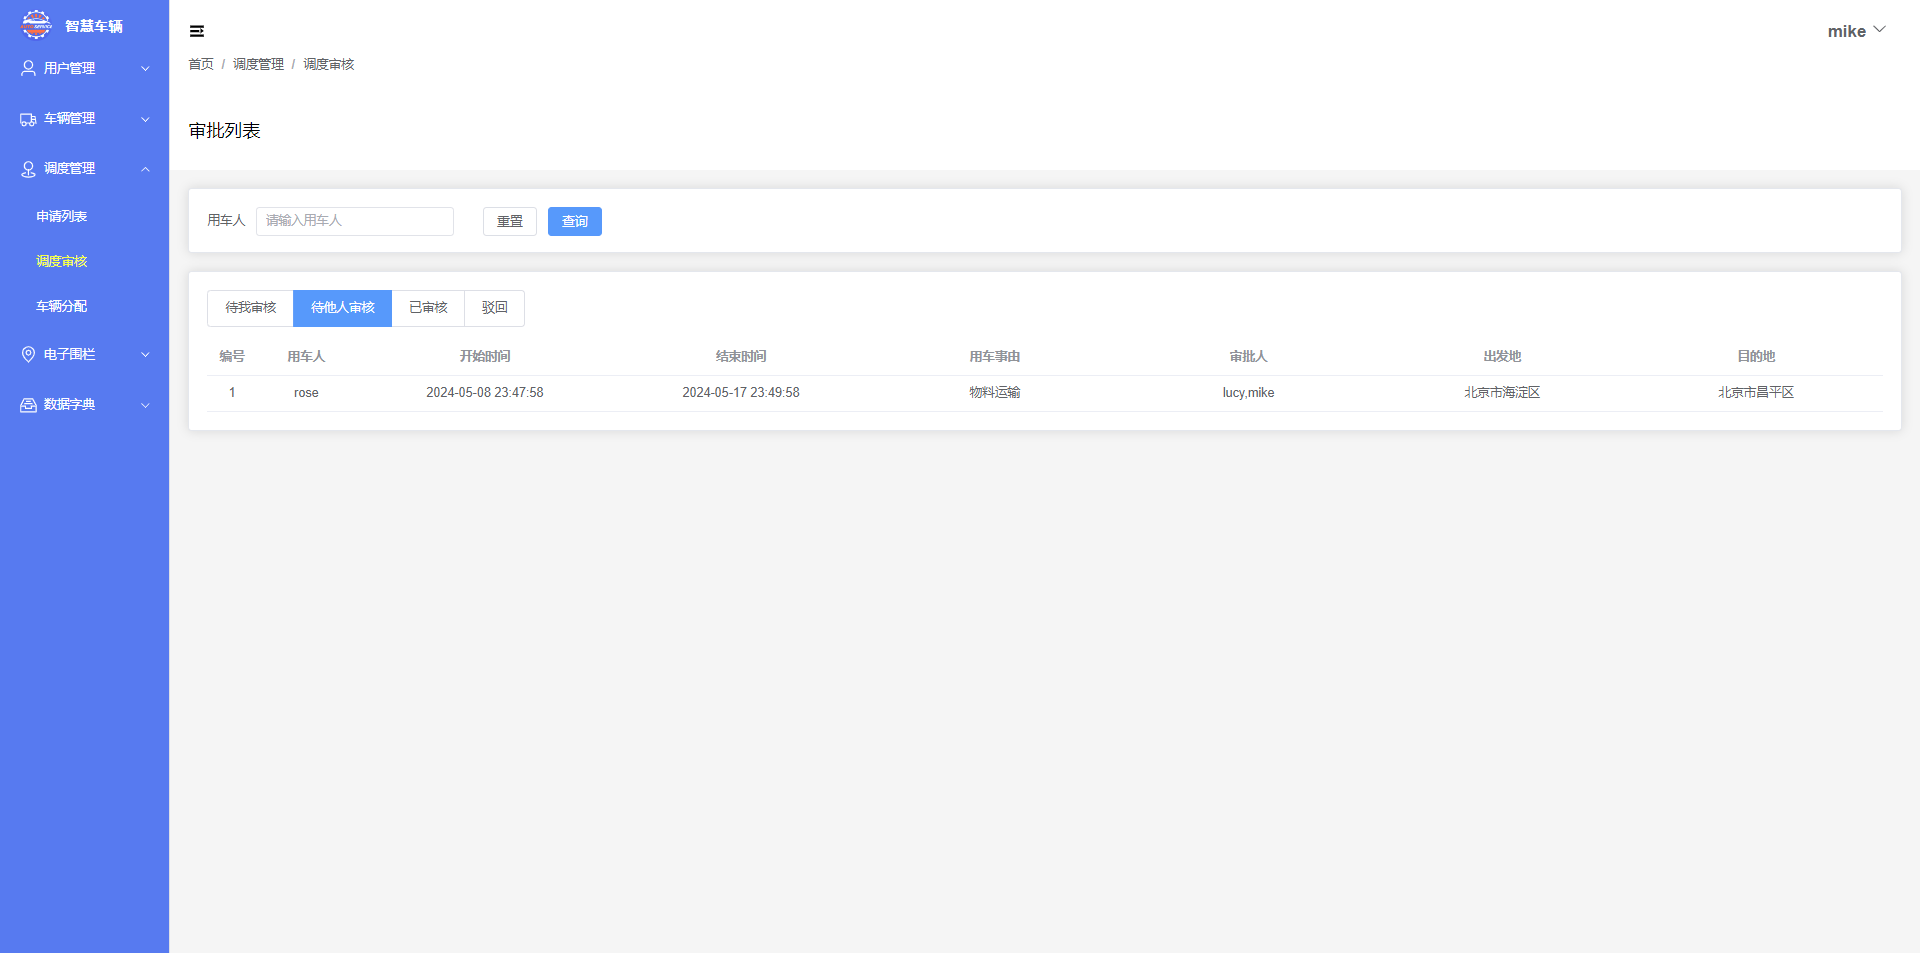 智慧车辆
用户管理
车辆管理
调度管理
申请列表
调度审核
车辆分配
电子围栏
数据字典
mike
首页 / 调度管理 / 调度审核
审批列表
用车人 请输入用车人 重置 查询
待我审核 待他人审核 已审核 驳回
编号 用车人 开始时间 结束时间 用车事由 审批人 出发地 目的地
1 rose 2024-05-08 23:47:58 2024-05-17 23:49:58 物料运输 lucy,mike 北京市海淀区 北京市昌平区